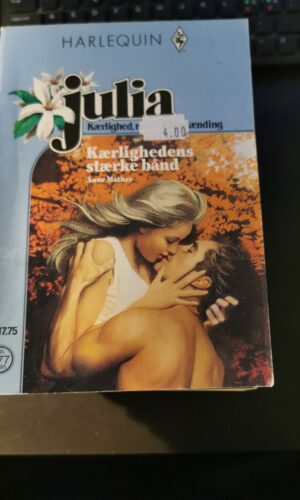 HARLEQUIN
julia
Kærlighed,
4.00
Kærlighedens
stærke bånd
Anne Mather
17.75
77